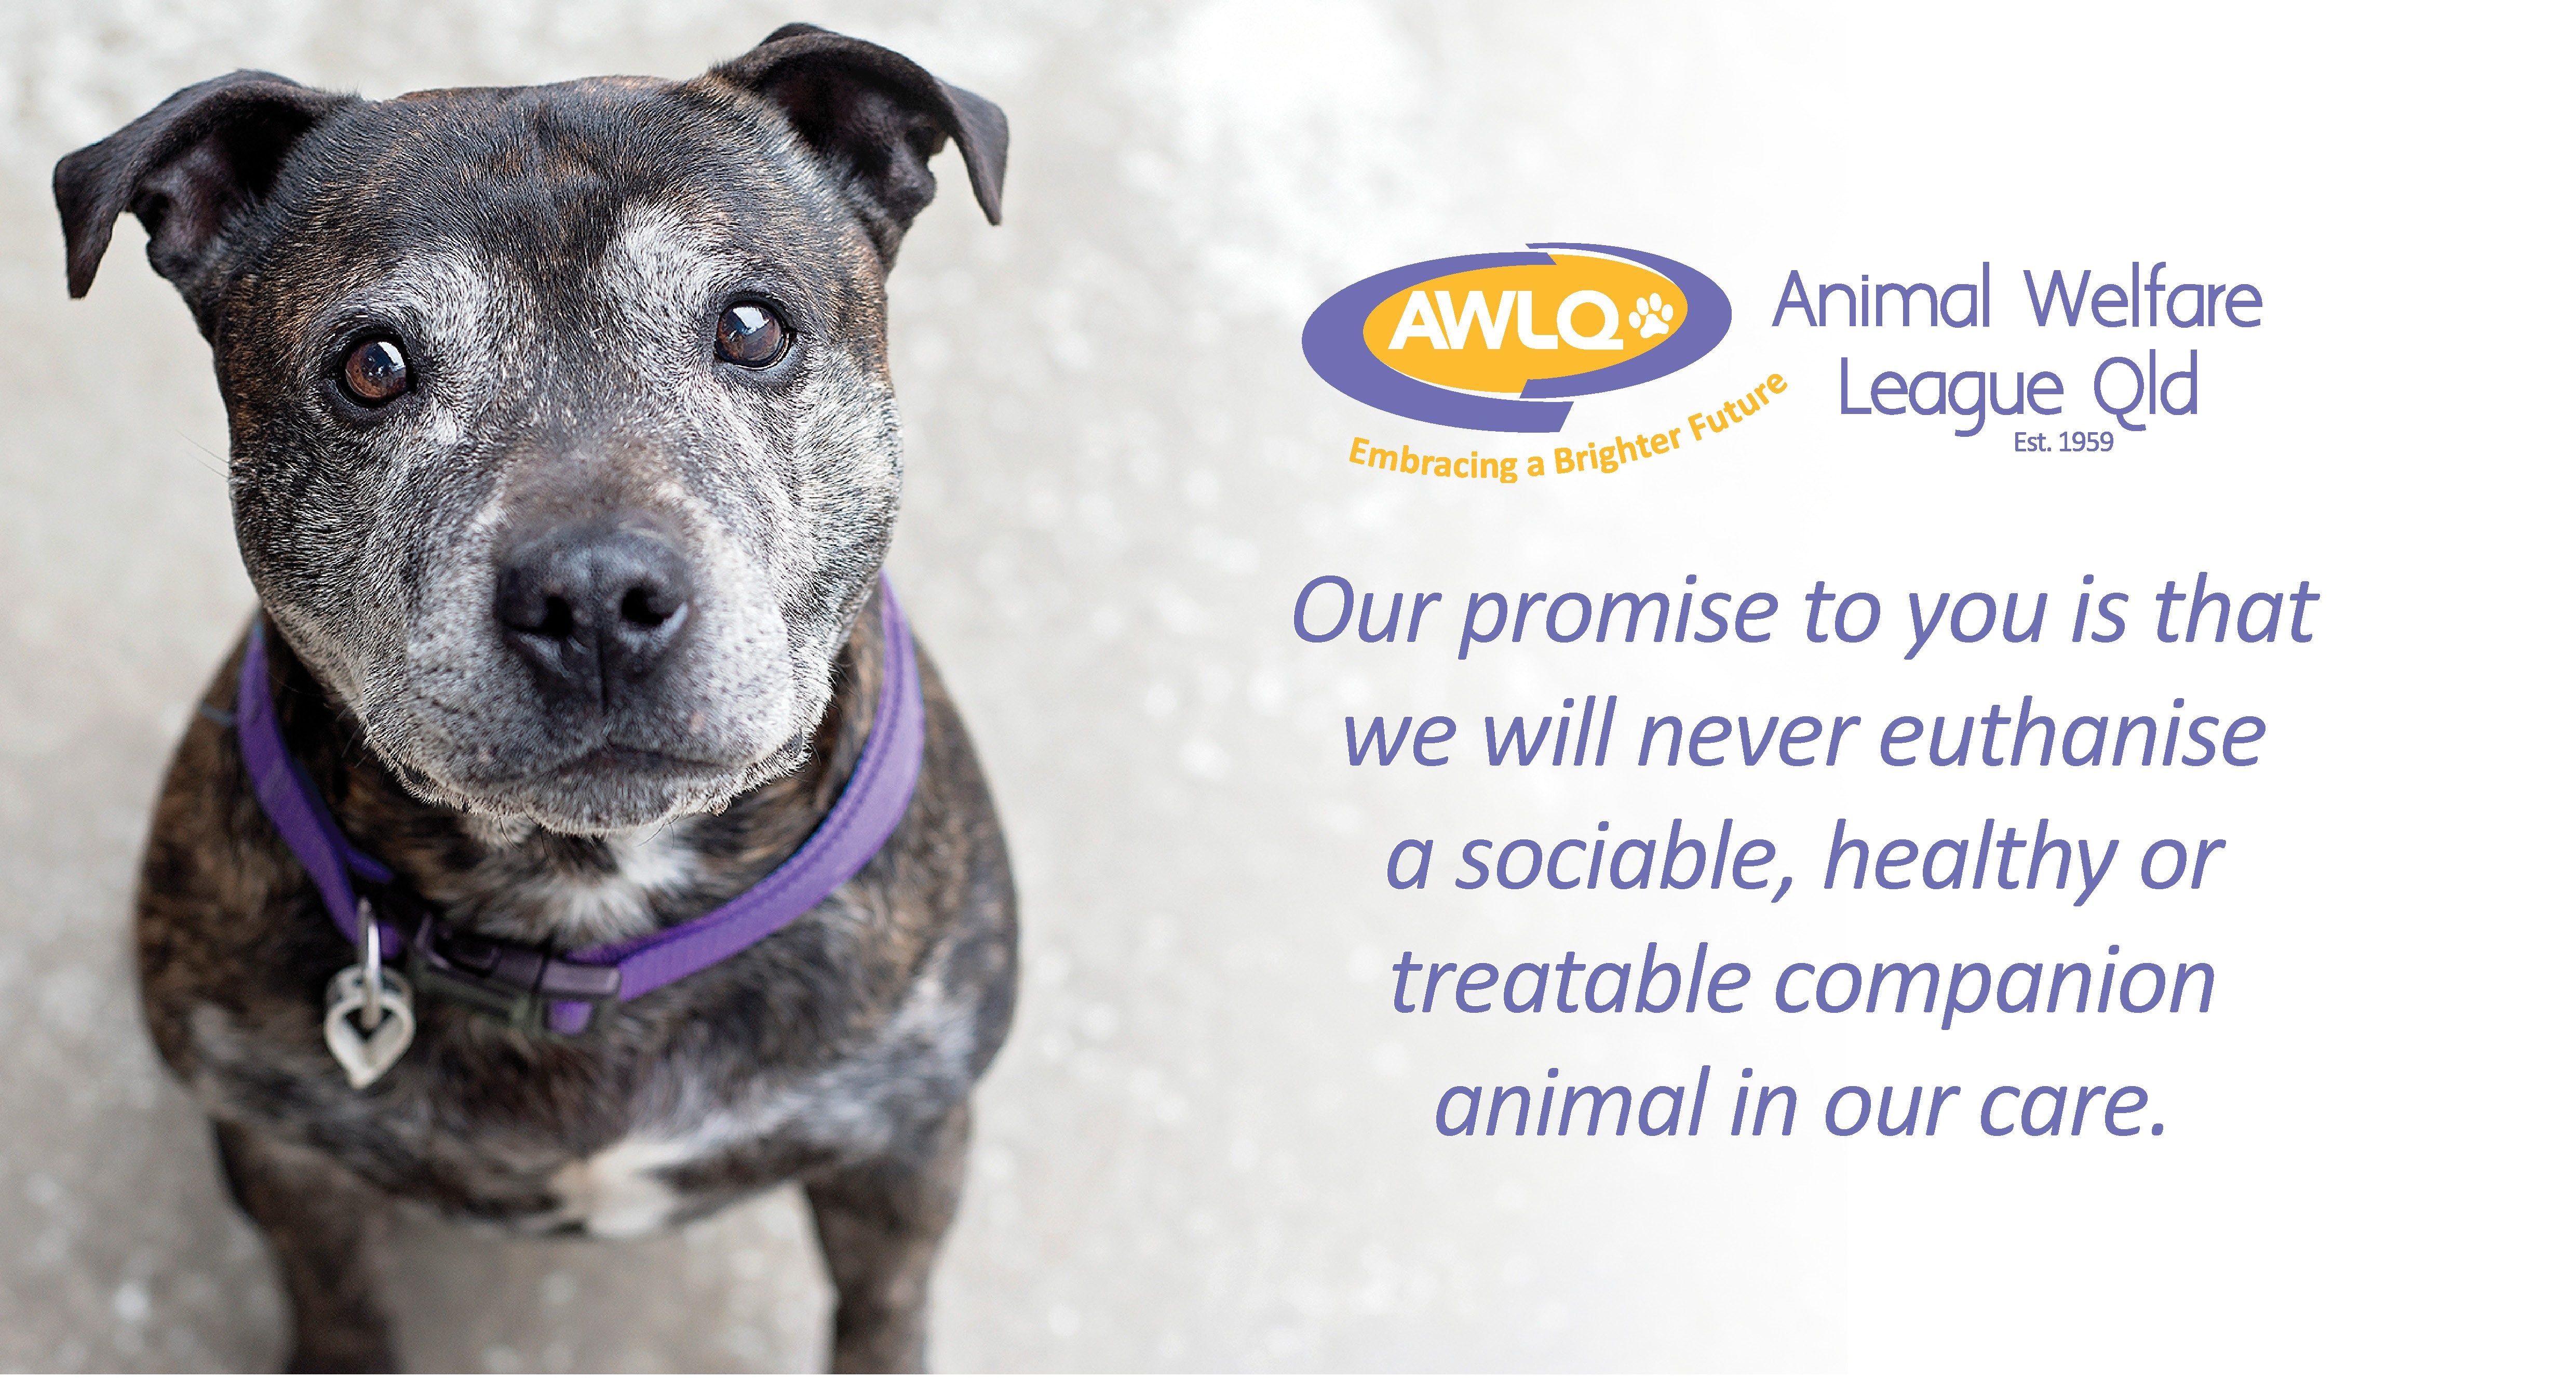 AWLQ
Embracing a Brighter Future
Animal Welfare
League Qld
Est. 1959
Our promise to you is that
we will never euthanise
a sociable, healthy or
treatable companion
animal in our care.